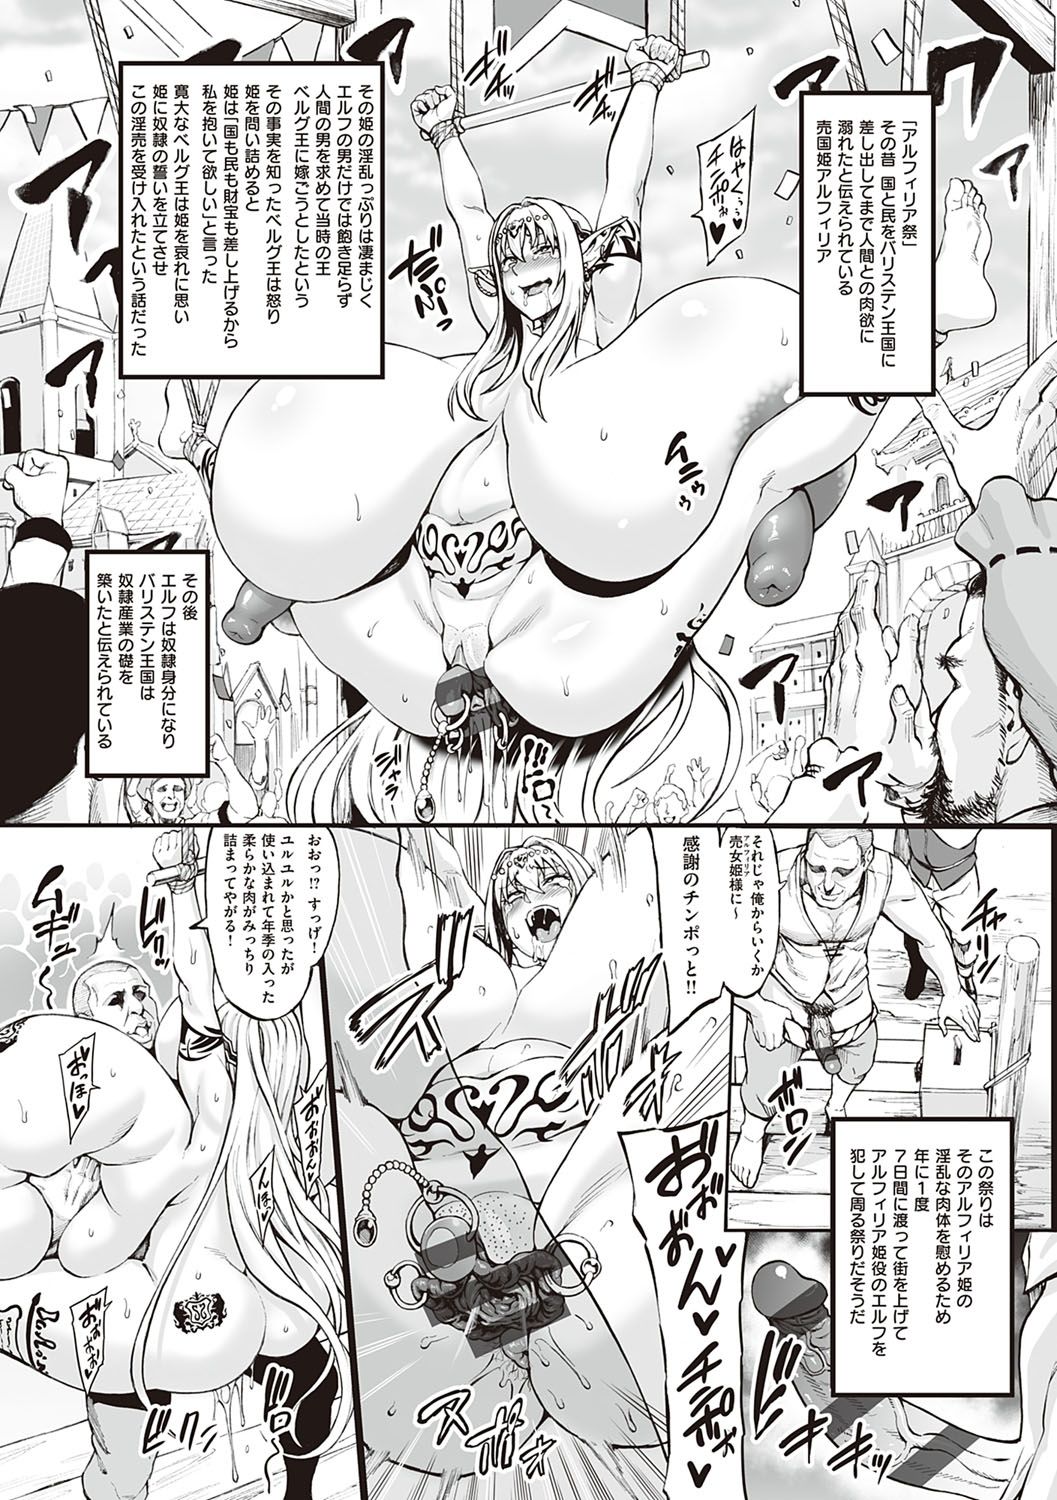 「アルフィリア祭」
その昔 国と民をバリステン王国に
差し出してまで人間との肉欲に
溺れたと伝えられている
売国姫アルフィリア
はやくぅぅ
チンポぉ♥
その姫の淫乱っぷりは凄まじく
エルフの男だけでは飽き足らず
人間の男を求めて当時の王
ベルグ王に嫁ごうとしたという
その事実を知ったベルグ王は怒り
姫を問い詰めると
姫は「国も民も財宝も差し上げるから
私を抱いて欲しい」と言った
寛大なベルグ王は姫を哀れに思い
姫に奴隷の誓いを立てさせ
この淫売を受け入れたという話だった
その後
エルフは奴隷身分になり
バリステン王国は
奴隷産業の礎を
築いたと伝えられている
それじゃ俺からいくか
売女姫様に〜
アルフィリア
感謝のチンポっと!!
ボロン
この祭りは
そのアルフィリア姫の
淫乱な肉体を慰めるため
年に1度
7日間に渡って街を上げて
アルフィリア姫役のエルフを
犯して周る祭りだそうだ
おぉおぉん♥
チンポぉ♥
おおっ!? すっげ！
ユルユルかと思ったが
使い込まれて年季の入った
柔らかな肉がみっちり
詰まってやがる！
おっほ♥
おおおおん♥
んほ♥